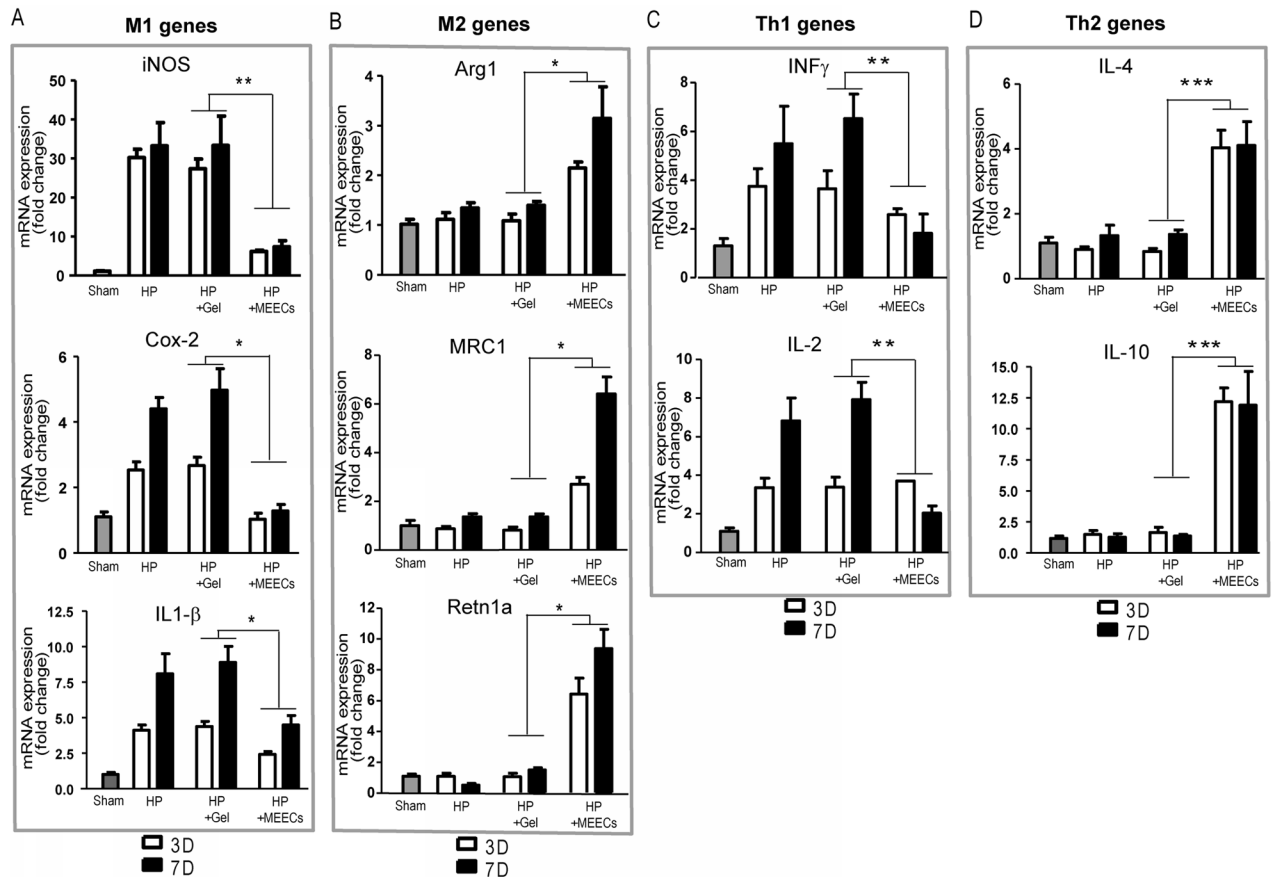 A
M1 genes
iNOS
**
mRNA expression
(fold change)
50
40
30
20
10
0
Sham
HP
HP
+Gel
HP
+MEECs
Cox-2
*
mRNA expression
(fold change)
6
4
2
0
Sham
HP
HP
+Gel
HP
+MEECs
IL1-β
*
mRNA expression
(fold change)
12.5
10.0
7.5
5.0
2.5
0.0
Sham
HP
HP
+Gel
HP
+MEECs
3D
7D
B
M2 genes
Arg1
*
mRNA expression
(fold change)
4
3
2
1
0
Sham
HP
HP
+Gel
HP
+MEECs
MRC1
*
mRNA expression
(fold change)
8
6
4
2
0
Sham
HP
HP
+Gel
HP
+MEECs
Retn1a
*
mRNA expression
(fold change)
12
10
8
6
4
2
0
Sham
HP
HP
+Gel
HP
+MEECs
3D
7D
C
Th1 genes
INFγ
**
mRNA expression
(fold change)
8
6
4
2
0
Sham
HP
HP
+Gel
HP
+MEECs
IL-2
**
mRNA expression
(fold change)
10
8
6
4
2
0
Sham
HP
HP
+Gel
HP
+MEECs
3D
7D
D
Th2 genes
IL-4
***
mRNA expression
(fold change)
6
4
2
0
Sham
HP
HP
+Gel
HP
+MEECs
IL-10
***
mRNA expression
(fold change)
15.0
12.5
10.0
7.5
5.0
2.5
0.0
Sham
HP
HP
+Gel
HP
+MEECs
3D
7D